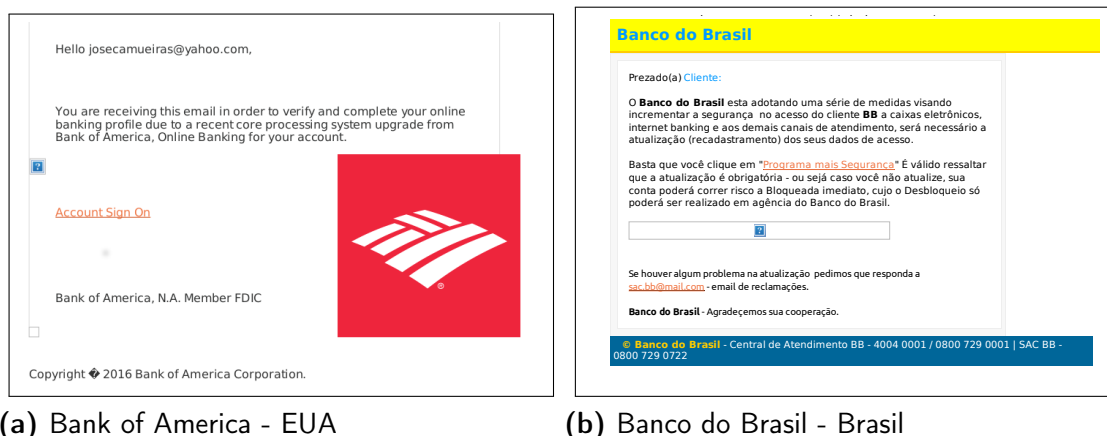 Hello josecamueiras@yahoo.com,
You are receiving this email in order to verify and complete your online
banking profile due to a recent core processing system upgrade from
Bank of America, Online Banking for your account.
Account Sign On
®
Bank of America, N.A. Member FDIC
Copyright � 2016 Bank of America Corporation.
(a) Bank of America - EUA
Banco do Brasil
Prezado(a) Cliente:
O Banco do Brasil esta adotando uma série de medidas visando
incrementar a segurança no acesso do cliente BB a caixas eletrônicos,
internet banking e aos demais canais de atendimento, será necessário a
atualização (recadastramento) dos seus dados de acesso.
Basta que você clique em "Programa mais Segurança" É válido ressaltar
que a atualização é obrigatória - ou sejá caso você não atualize, sua
conta poderá correr risco a Bloqueada imediato, cujo o Desbloqueio só
poderá ser realizado em agência do Banco do Brasil.
Se houver algum problema na atualização pedimos que responda a
sac.bb@mail.com - email de reclamações.
Banco do Brasil - Agradeçemos sua cooperação.
© Banco do Brasil - Central de Atendimento BB - 4004 0001 / 0800 729 0001 | SAC BB -
0800 729 0722
(b) Banco do Brasil - Brasil